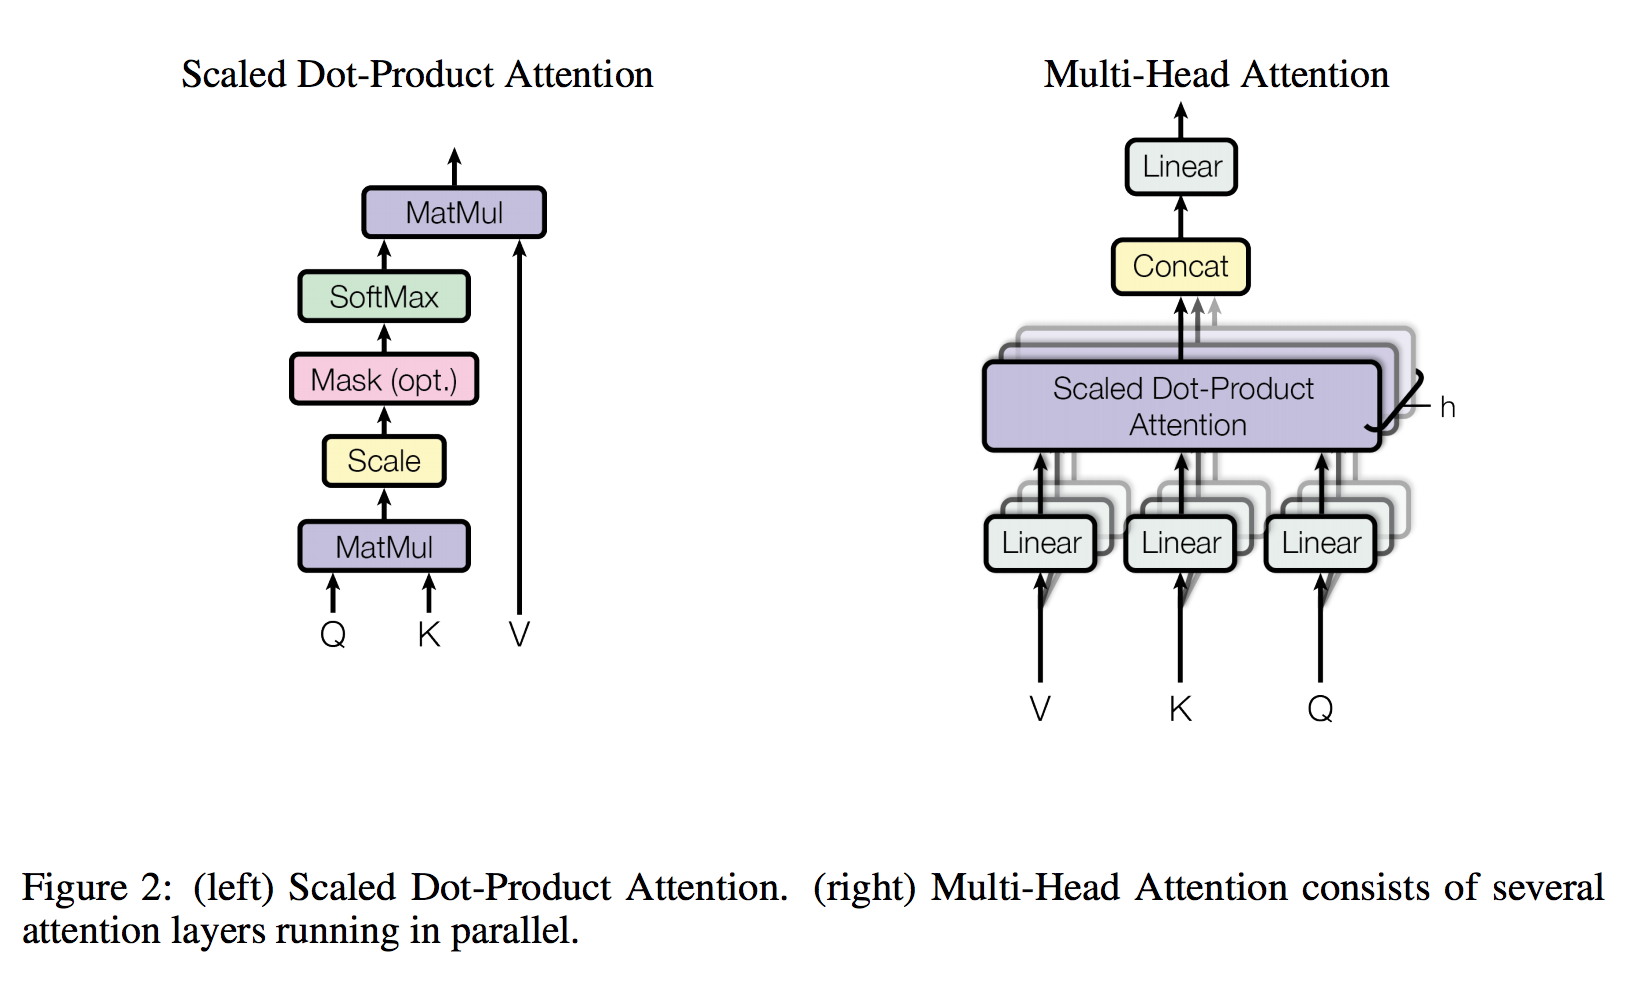 Scaled Dot-Product Attention
MatMul
SoftMax
Mask (opt.)
Scale
MatMul
Q K V
Multi-Head Attention
Linear
Concat
Scaled Dot-Product
Attention
h
Linear Linear Linear
V K Q
Figure 2: (left) Scaled Dot-Product Attention. (right) Multi-Head Attention consists of several
attention layers running in parallel.